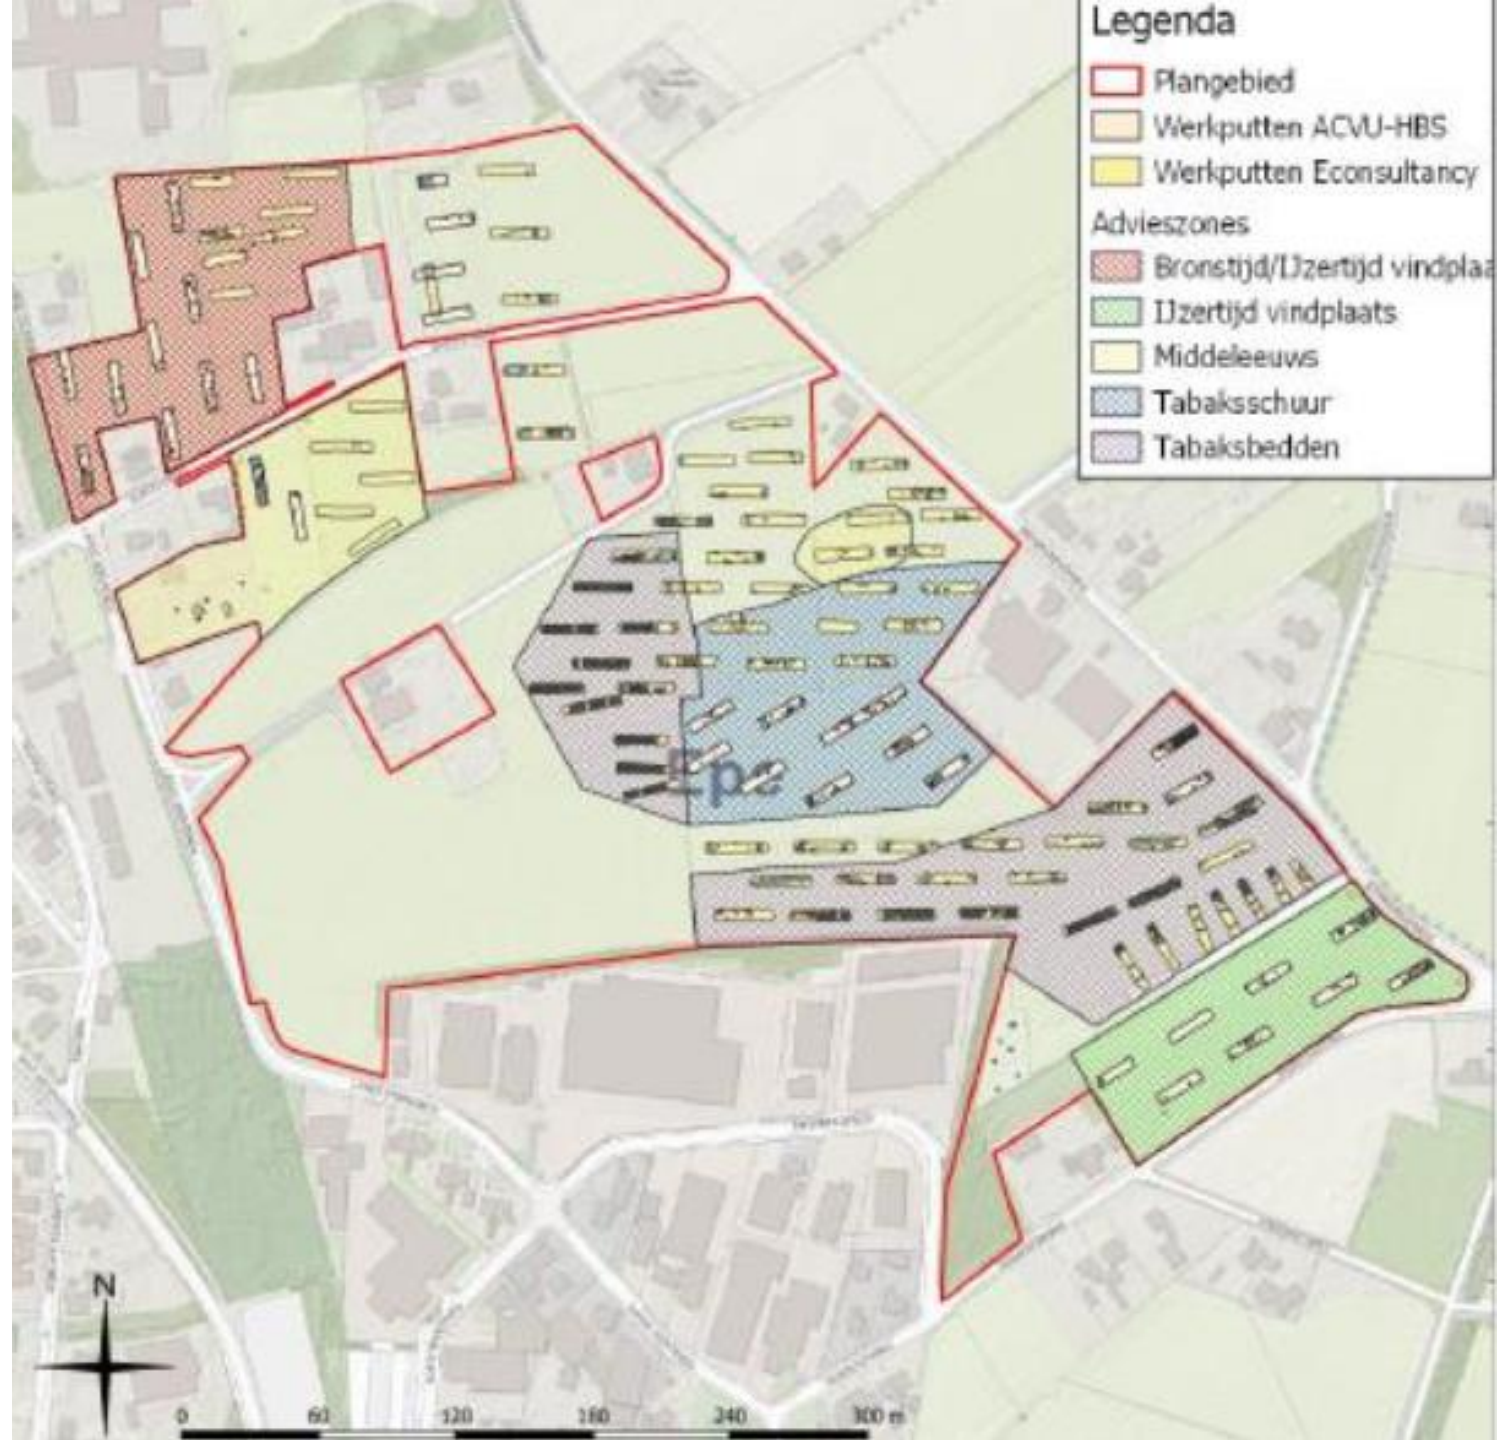 Legenda
Plangebied
Werkputten ACVU-HBS
Werkputten Econsultancy
Advieszones
Bronstijd/IJzertijd vindplaa
IJzertijd vindplaats
Middeleeuws
Tabaksschuur
Tabaksbedden
Epe
N
0 60 120 180 240 300 m